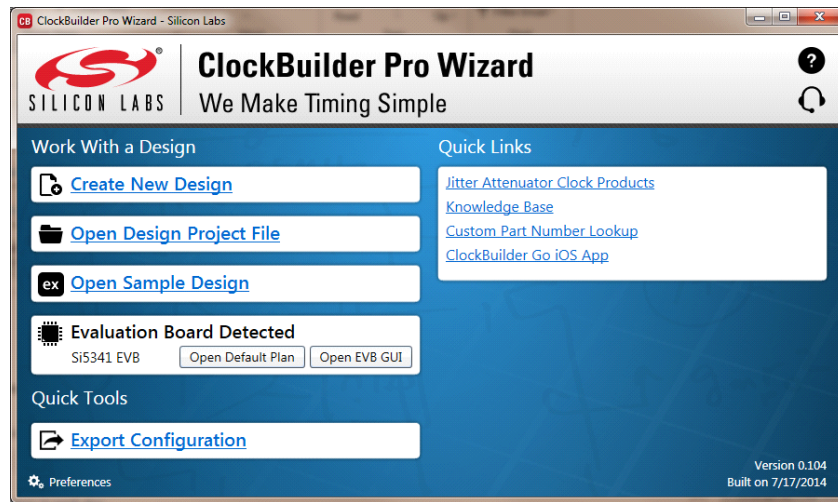 CB ClockBuilder Pro Wizard - Silicon Labs
SILICON LABS
ClockBuilder Pro Wizard
We Make Timing Simple
?
Work With a Design
Create New Design
Open Design Project File
ex Open Sample Design
Evaluation Board Detected
Si5341 EVB Open Default Plan Open EVB GUI
Quick Tools
Export Configuration
Preferences
Quick Links
Jitter Attenuator Clock Products
Knowledge Base
Custom Part Number Lookup
ClockBuilder Go iOS App
Version 0.104
Built on 7/17/2014